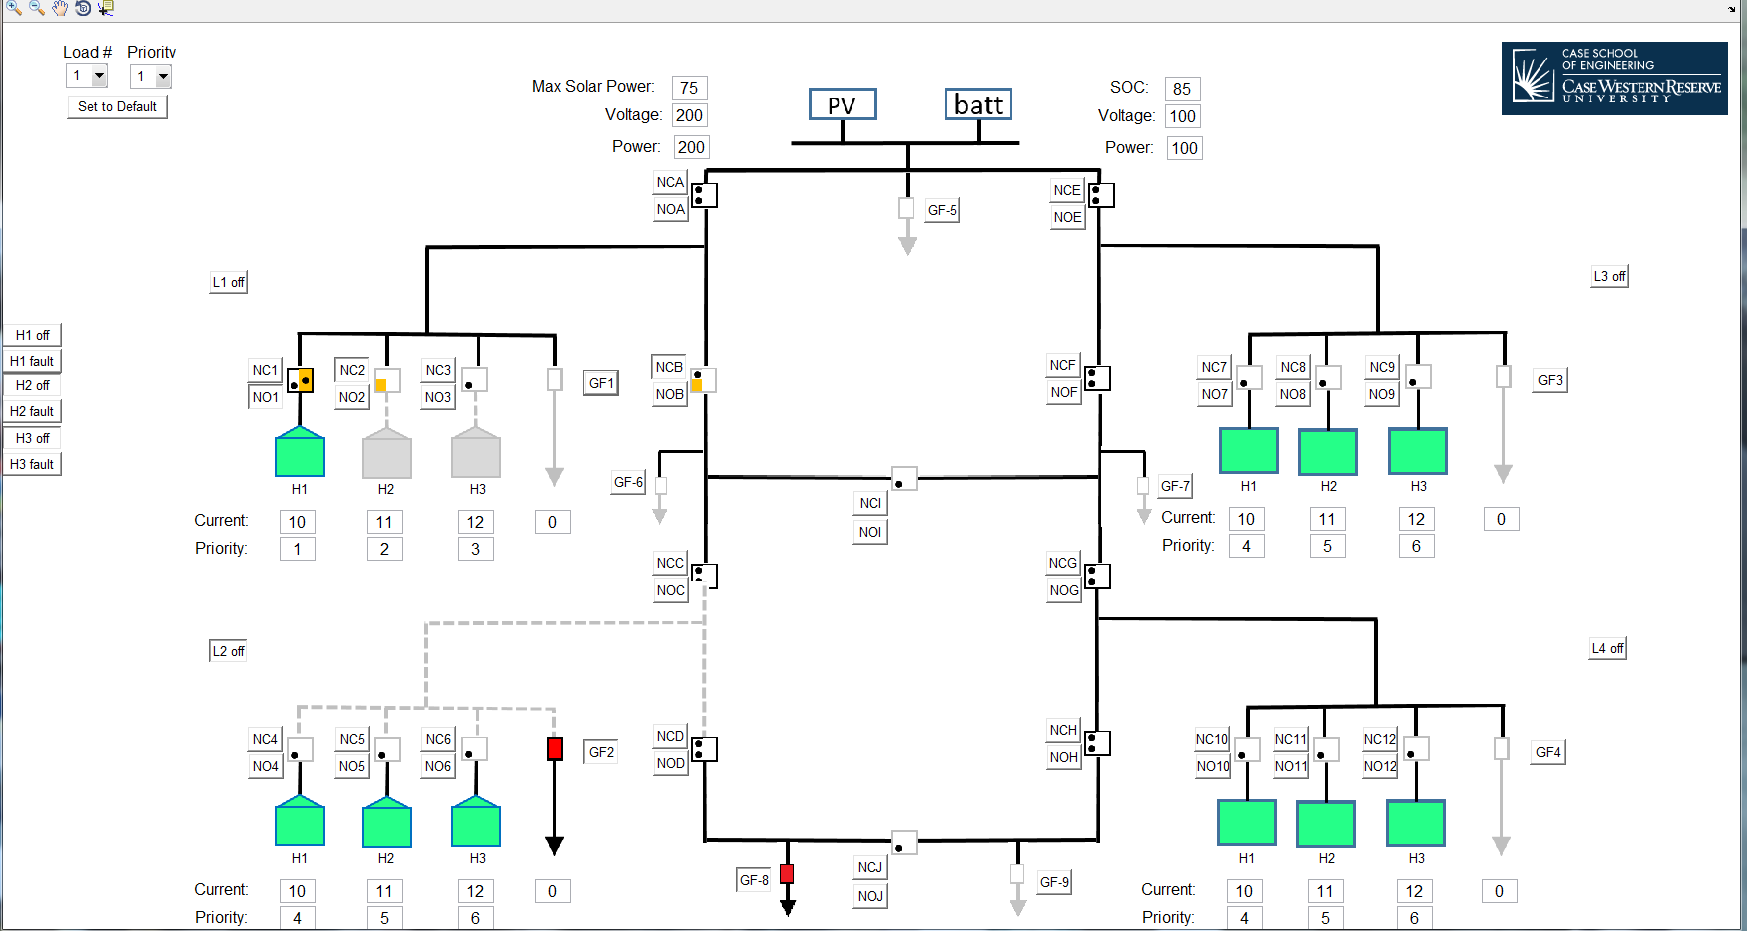 Load # Priority
1 1
Set to Default
Max Solar Power: 75
Voltage: 200
Power: 200
PV
batt
SOC: 85
Voltage: 100
Power: 100
CASE SCHOOL
OF ENGINEERING
CASE WESTERN RESERVE
UNIVERSITY
NCA
NOA
NCE
NOE
GF-5
L1 off
L3 off
H1 off
H1 fault
H2 off
H2 fault
H3 off
H3 fault
NC1 NC2 NC3
NO1 NO2 NO3
GF1
NCB
NOB
NCF
NOF
NC7 NC8 NC9
NO7 NO8 NO9
GF3
H1 H2 H3
GF-6
GF-7
H1 H2 H3
NCI
NOI
Current: 10 11 12 0
Priority: 1 2 3
Current: 10 11 12 0
Priority: 4 5 6
NCC
NOC
NCG
NOG
L2 off
L4 off
NC4 NC5 NC6
NO4 NO5 NO6
GF2
NCD
NOD
NCH
NOH
NC10 NC11 NC12
NO10 NO11 NO12
GF4
H1 H2 H3
GF-8
NCJ
NOJ
GF-9
H1 H2 H3
Current: 10 11 12 0
Priority: 4 5 6
Current: 10 11 12 0
Priority: 4 5 6